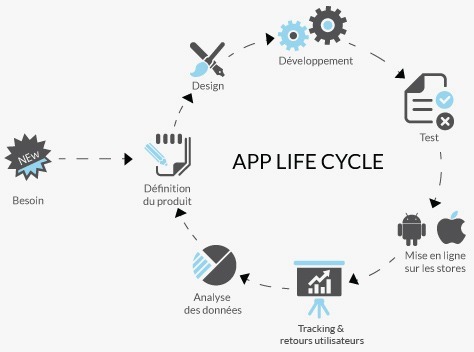 Développement
Design
Test
NEW
APP LIFE CYCLE
Besoin
Définition
du produit
Mise en ligne
sur les stores
Analyse
des données
Tracking &
retours utilisateurs